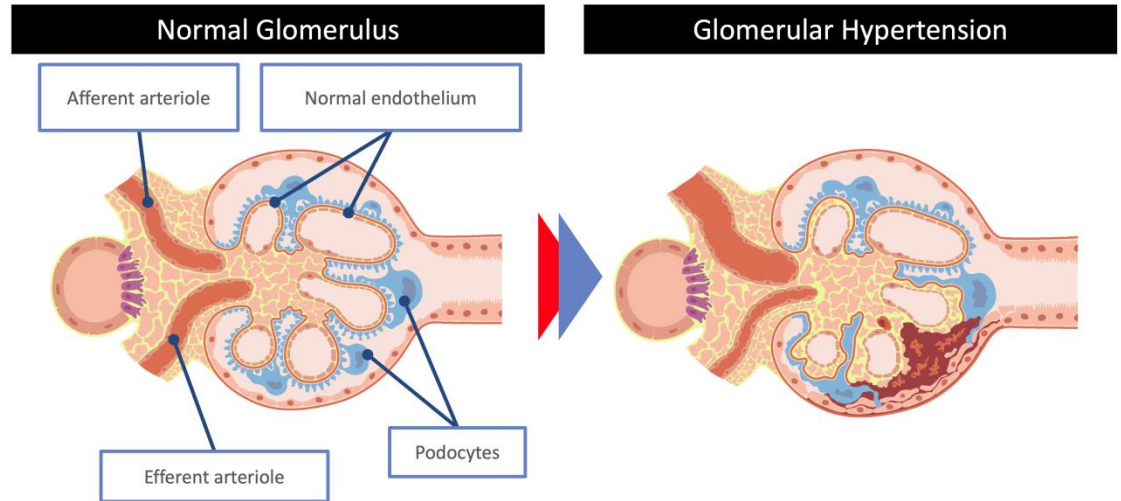 Normal Glomerulus
Glomerular Hypertension
Afferent arteriole
Normal endothelium
Podocytes
Efferent arteriole